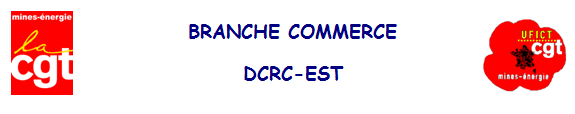 mines-énergie
la
cgt
BRANCHE COMMERCE
DCRC-EST
UFICT
cgt
mines-énergie